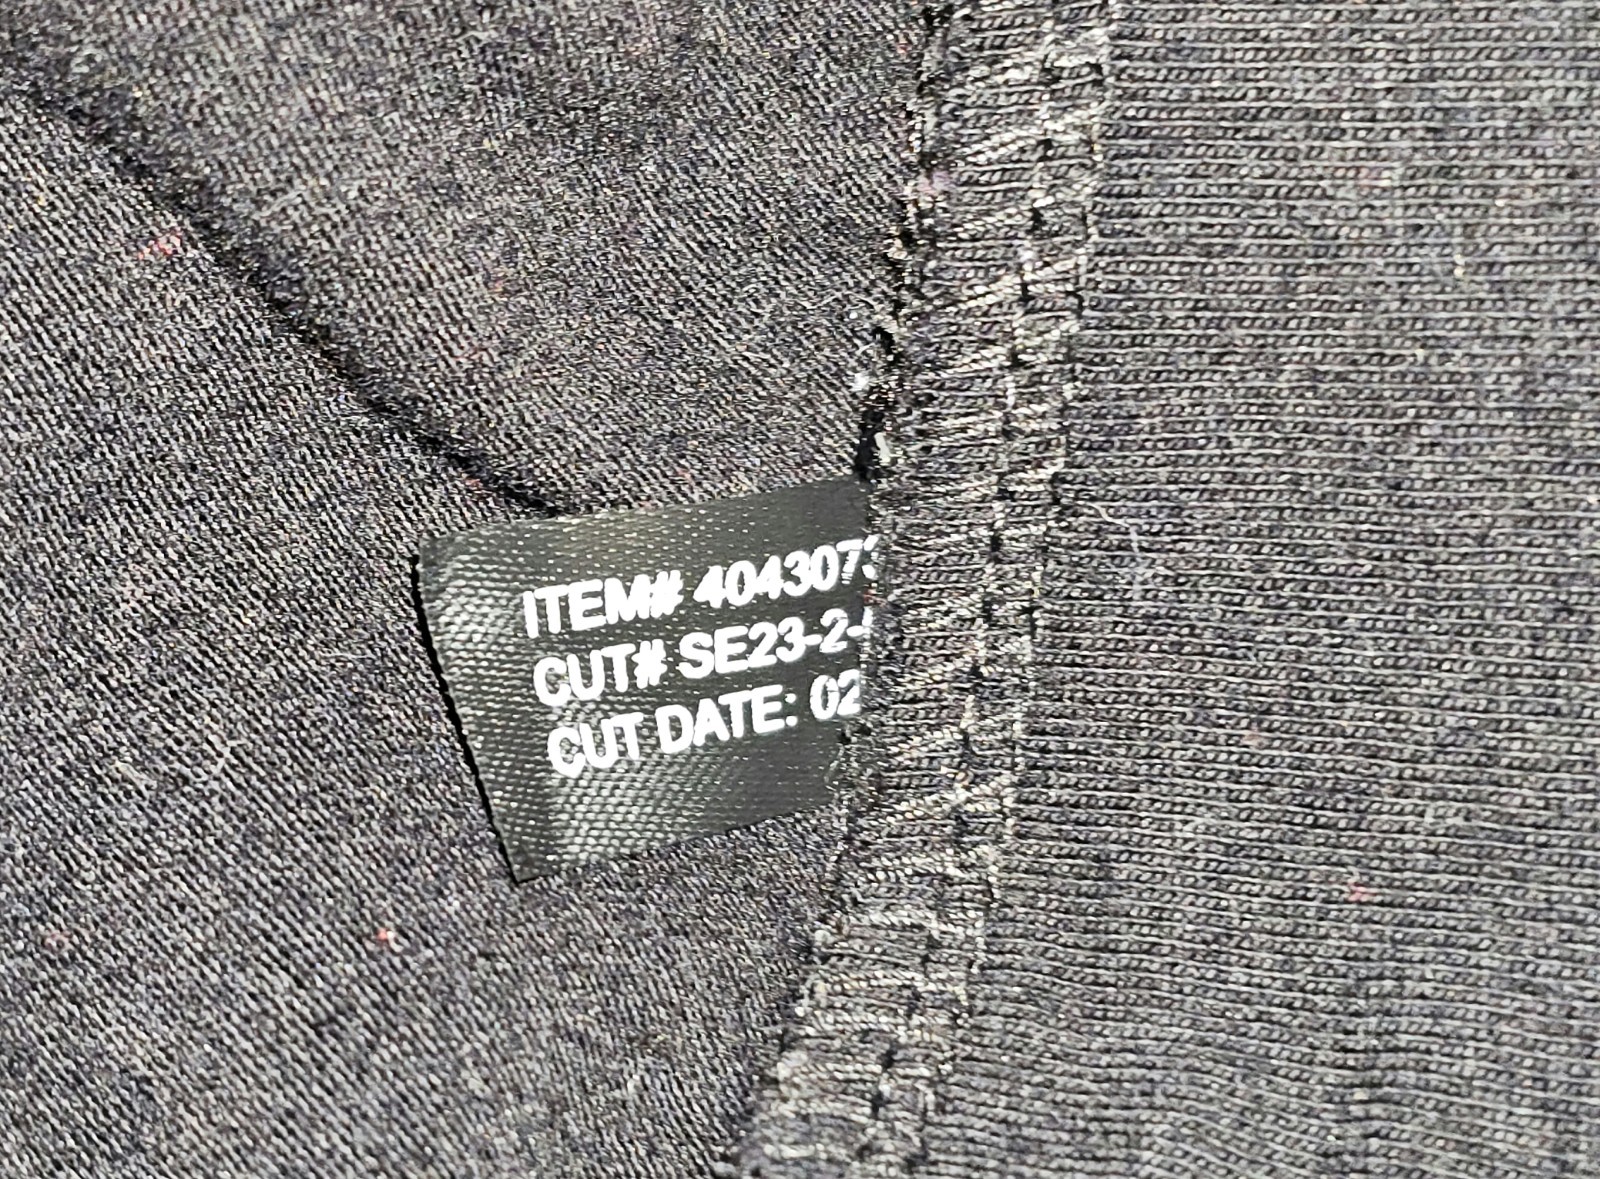 ITEM# 404307
CUT# SE23-2-
CUT DATE: 02